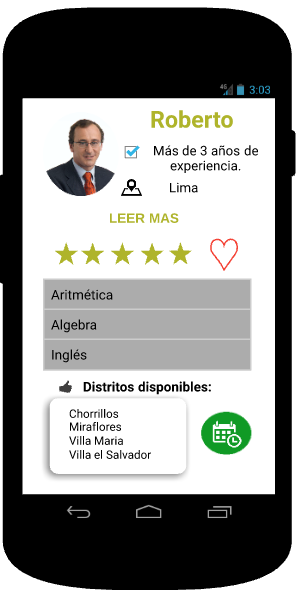 4G 3:03
Roberto
Más de 3 años de
experiencia.
Lima
LEER MAS
Aritmética
Algebra
Inglés
Distritos disponibles:
Chorrillos
Miraflores
Villa Maria
Villa el Salvador